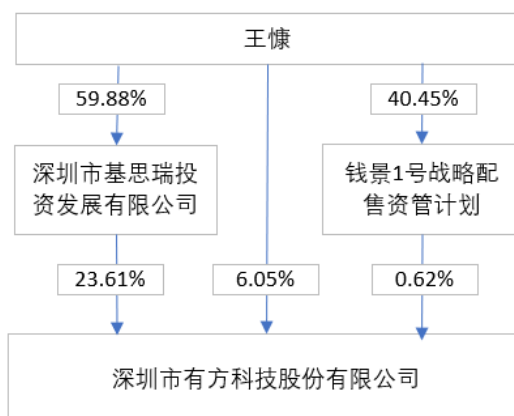 王慷
59.88%
40.45%
深圳市基思瑞投
资发展有限公司
钱景1号战略配
售资管计划
23.61%
6.05%
0.62%
深圳市有方科技股份有限公司